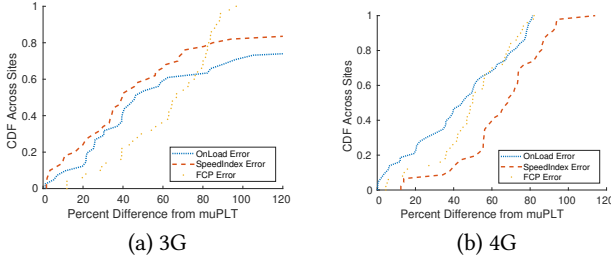 CDF Across Sites
1
0.8
0.6
0.4
0.2
0
0 20 40 60 80 100 120
OnLoad Error
SpeedIndex Error
FCP Error
Percent Difference from muPLT
(a) 3G
CDF Across Sites
1
0.8
0.6
0.4
0.2
0
0 20 40 60 80 100 120
OnLoad Error
SpeedIndex Error
FCP Error
Percent Difference from muPLT
(b) 4G